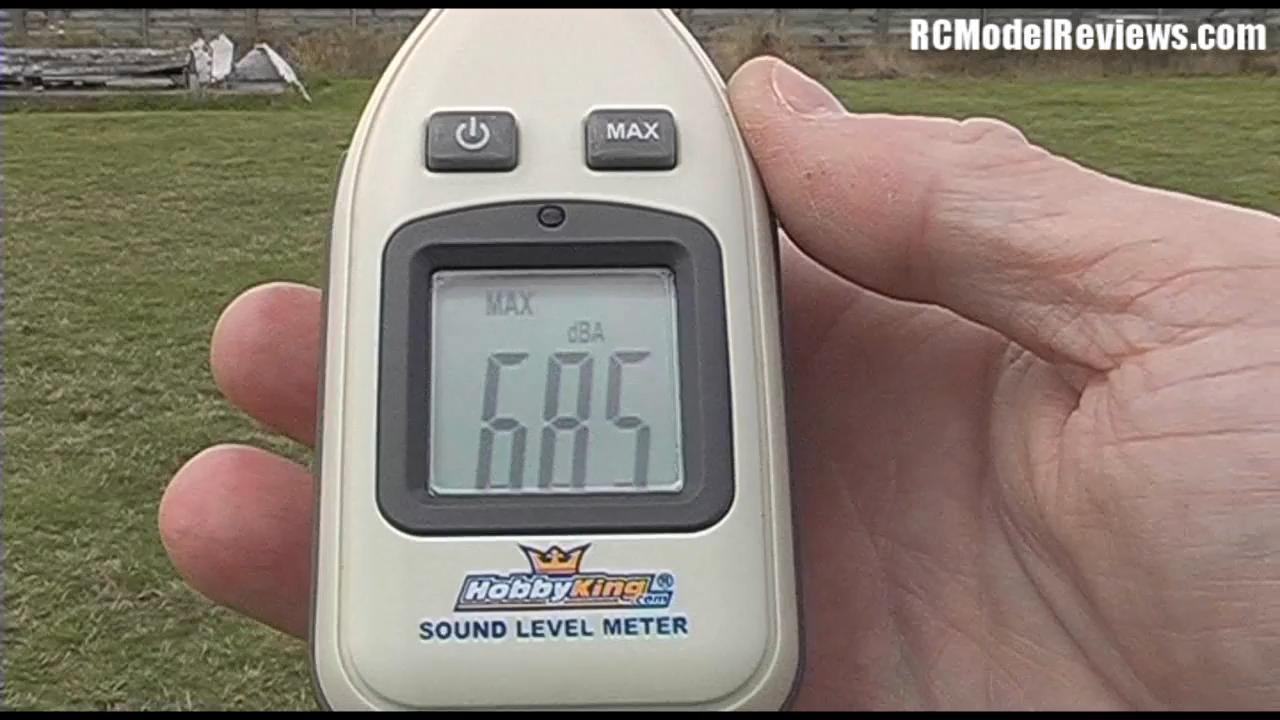 RCModelReviews.com
MAX
MAX
dBA
685
HobbyKing®
.com
SOUND LEVEL METER